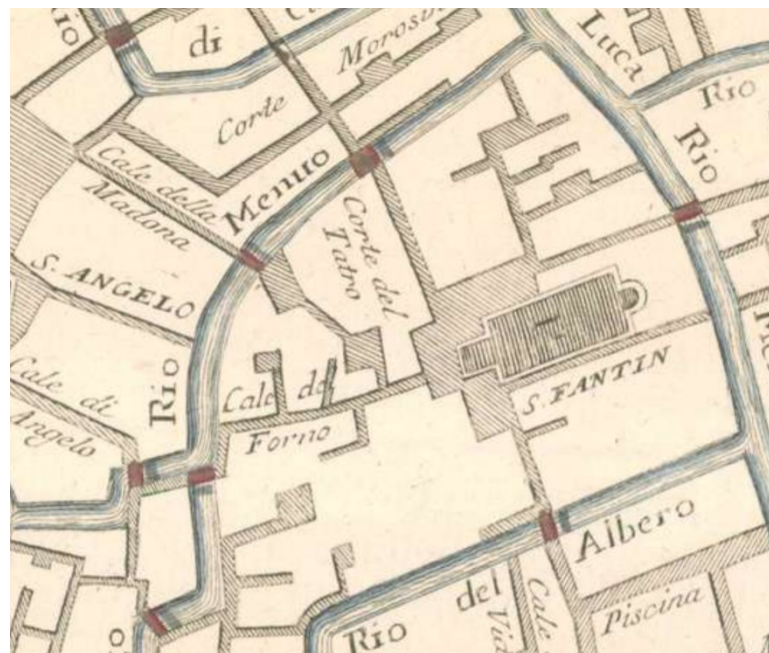 Rio
di
Morosi
Luca
Rio
Corte
Rio
Cale della
Madona
Menuo
Corte del
Tatro
S. ANGELO
Rio
Cale di
Angelo
Cale del
Forno
S. FANTIN
Albero
del
Rio
Cale
Piscina